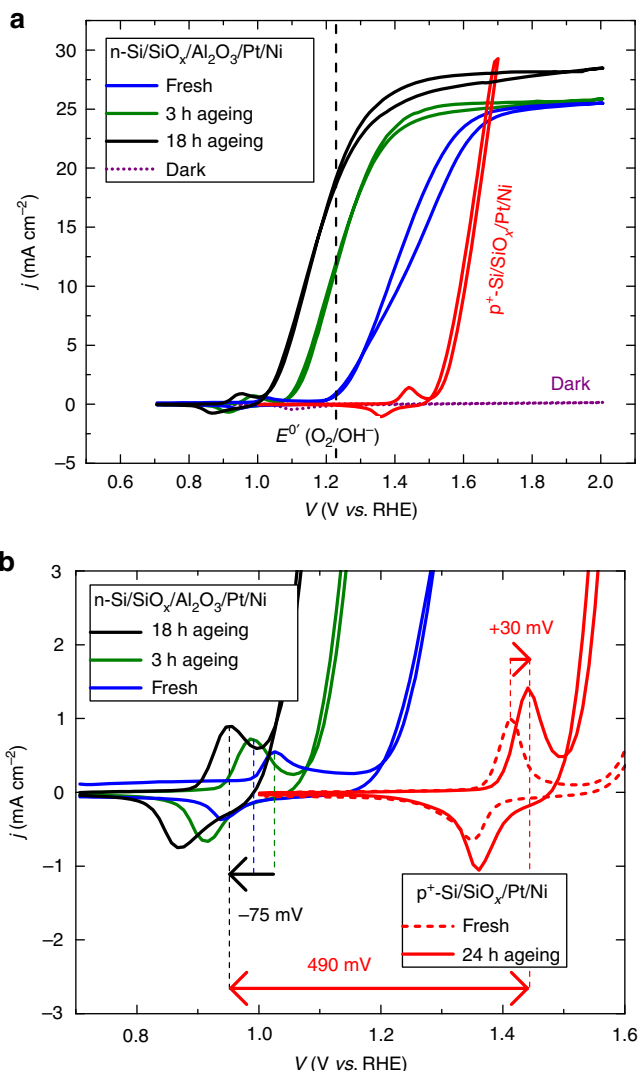 a
n-Si/SiOₓ/Al₂O₃/Pt/Ni
Fresh
3 h ageing
18 h ageing
Dark
p⁺-Si/SiOₓ/Pt/Ni
Dark
E⁰′ (O₂/OH⁻)
30
25
20
15
10
5
0
−5
j (mA cm⁻²)
0.6 0.8 1.0 1.2 1.4 1.6 1.8 2.0
V (V vs. RHE)
b
n-Si/SiOₓ/Al₂O₃/Pt/Ni
18 h ageing
3 h ageing
Fresh
+30 mV
−75 mV
p⁺-Si/SiOₓ/Pt/Ni
Fresh
24 h ageing
490 mV
3
2
1
0
−1
−2
−3
j (mA cm⁻²)
0.8 1.0 1.2 1.4 1.6
V (V vs. RHE)